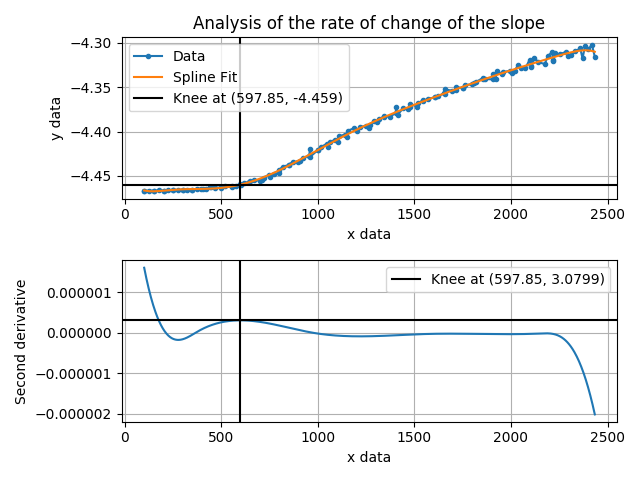 Analysis of the rate of change of the slope
−4.30
−4.35
−4.40
−4.45
y data
Data
Spline Fit
Knee at (597.85, -4.459)
0 500 1000 1500 2000 2500
x data
0.000001
0.000000
−0.000001
−0.000002
Second derivative
Knee at (597.85, 3.0799)
0 500 1000 1500 2000 2500
x data